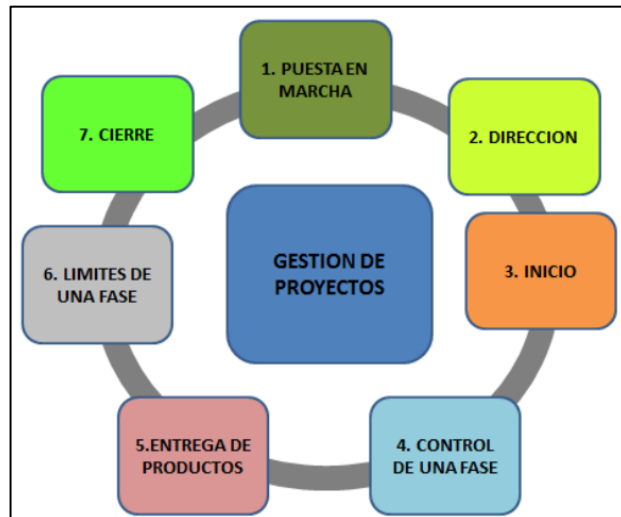 1. PUESTA EN
MARCHA
2. DIRECCION
3. INICIO
4. CONTROL
DE UNA FASE
5.ENTREGA DE
PRODUCTOS
6. LIMITES DE
UNA FASE
7. CIERRE
GESTION DE
PROYECTOS